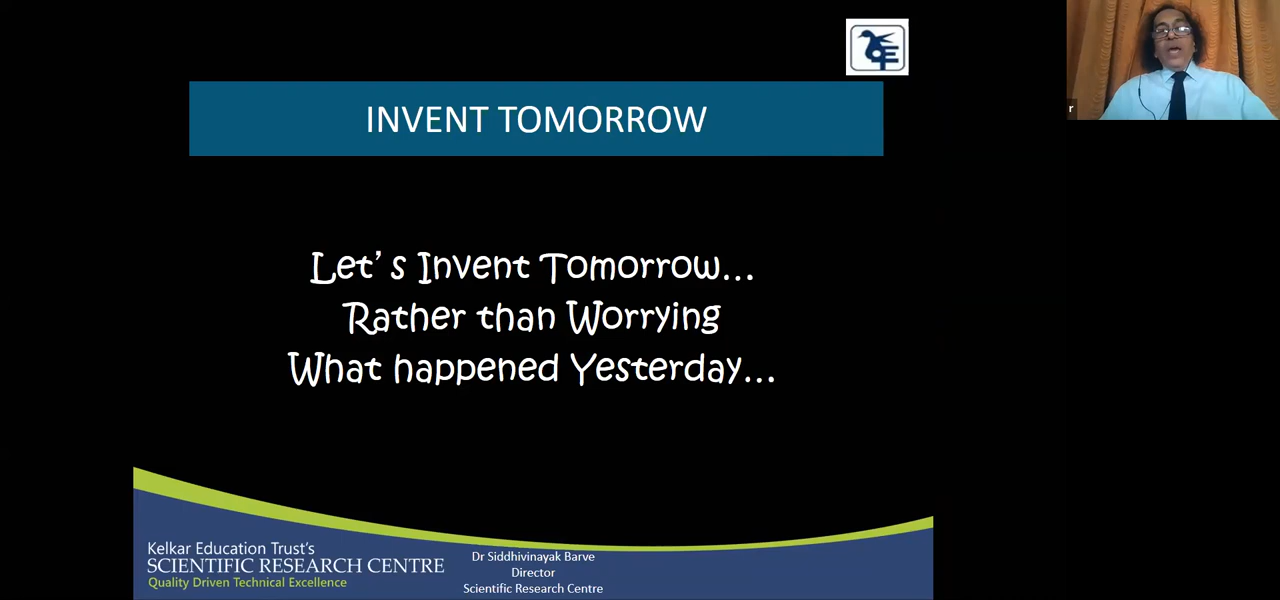 INVENT TOMORROW
Let's Invent Tomorrow...
Rather than Worrying
What happened Yesterday...
Kelkar Education Trust's
SCIENTIFIC RESEARCH CENTRE
Quality Driven Technical Excellence
Dr Siddhivinayak Barve
Director
Scientific Research Centre
r